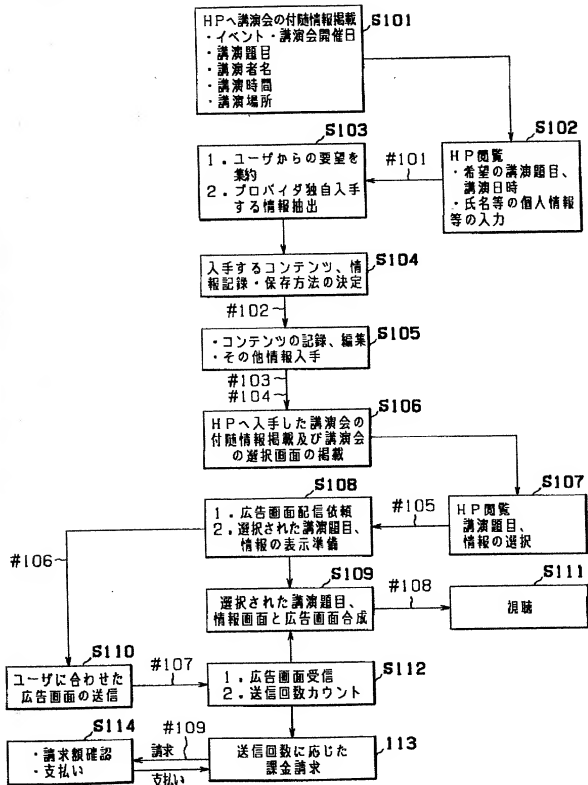 S101
HPへ講演会の付随情報掲載
・イベント・講演会開催日
・講演題目
・講演者名
・講演時間
・講演場所
S102
HP閲覧
・希望の講演題目、
講演日時
・氏名等の個人情報
等の入力
#101
S103
1．ユーザからの要望を
集約
2．プロバイダ独自入手
する情報抽出
S104
入手するコンテンツ、情
報記録・保存方法の決定
#102
S105
・コンテンツの記録、編集
・その他情報入手
#103
#104
S106
HPへ入手した講演会の
付随情報掲載及び講演会
の選択画面の掲載
S107
HP閲覧
講演題目、
情報の選択
#105
S108
1．広告画面配信依頼
2．選択された講演題目、
情報の表示準備
#106
S109
選択された講演題目、
情報画面と広告画面合成
#108
S111
視聴
S110
ユーザに合わせた
広告画面の送信
#107
S112
1．広告画面受信
2．送信回数カウント
S114
・請求額確認
・支払い
#109
請求
支払い
113
送信回数に応じた
課金請求